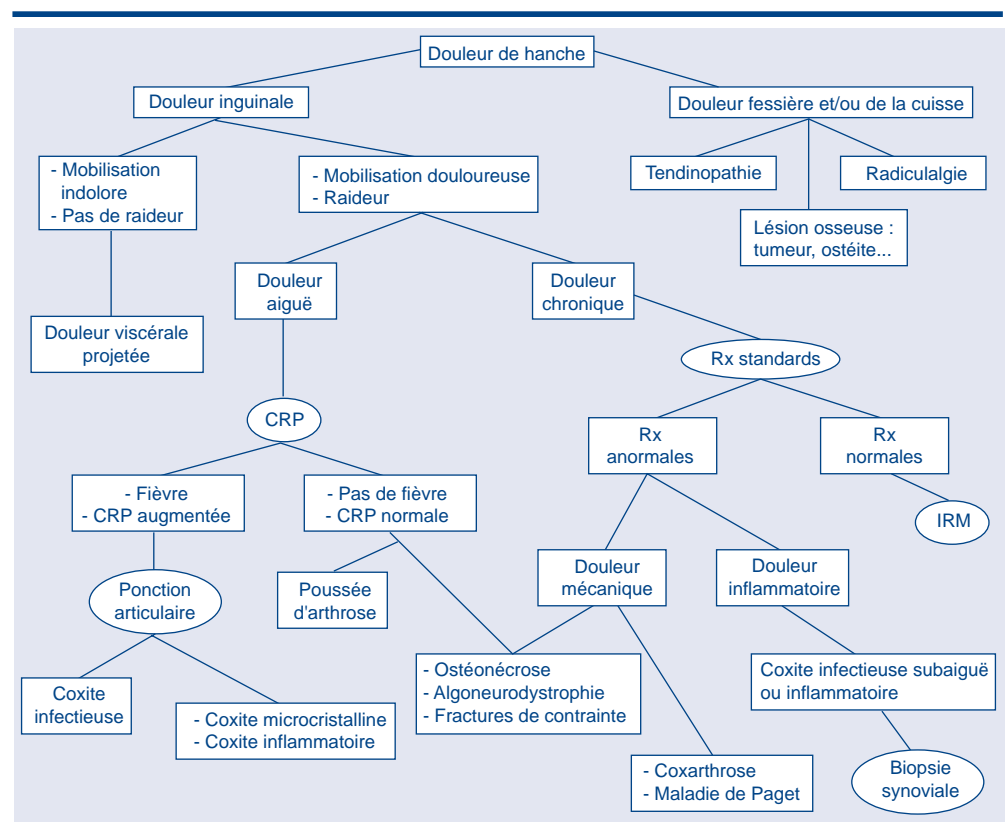 Douleur de hanche
Douleur inguinale
Douleur fessière et/ou de la cuisse
- Mobilisation
indolore
- Pas de raideur
- Mobilisation douloureuse
- Raideur
Tendinopathie
Radiculalgie
Lésion osseuse :
tumeur, ostéite...
Douleur
aiguë
Douleur
chronique
Douleur viscérale
projetée
Rx standards
CRP
Rx
anormales
Rx
normales
- Fièvre
- CRP augmentée
- Pas de fièvre
- CRP normale
IRM
Ponction
articulaire
Poussée
d'arthrose
Douleur
mécanique
Douleur
inflammatoire
Coxite
infectieuse
- Coxite microcristalline
- Coxite inflammatoire
- Ostéonécrose
- Algoneurodystrophie
- Fractures de contrainte
Coxite infectieuse subaiguë
ou inflammatoire
- Coxarthrose
- Maladie de Paget
Biopsie
synoviale